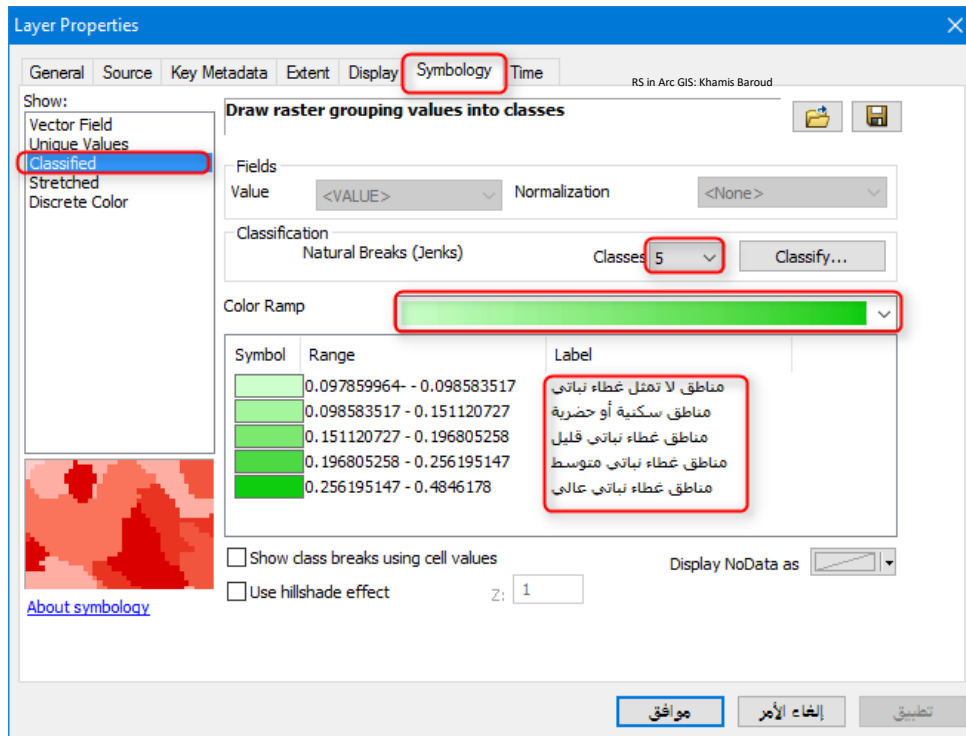 Layer Properties
General Source Key Metadata Extent Display Symbology Time
RS in Arc GIS: Khamis Baroud
Show:
Vector Field
Unique Values
Classified
Stretched
Discrete Color
Draw raster grouping values into classes
Fields
Value <VALUE> Normalization <None>
Classification
Natural Breaks (Jenks) Classes 5 Classify...
Color Ramp
Symbol Range Label
0.097859964- - 0.098583517 مناطق لا تمثل غطاء نباتي
0.098583517 - 0.151120727 مناطق سكنية أو حضرية
0.151120727 - 0.196805258 مناطق غطاء نباتي قليل
0.196805258 - 0.256195147 مناطق غطاء نباتي متوسط
0.256195147 - 0.4846178 مناطق غطاء نباتي عالي
Show class breaks using cell values Display NoData as
Use hillshade effect Z: 1
About symbology
موافق إلغاء الأمر تطبيق